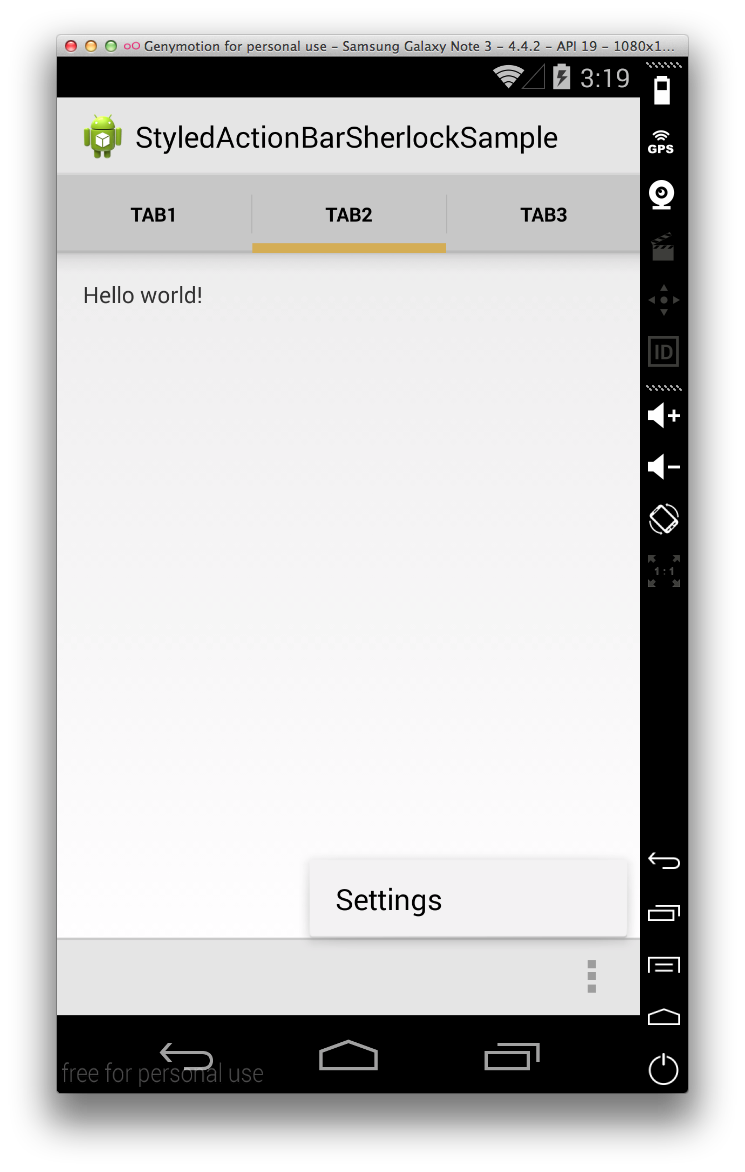 Genymotion for personal use – Samsung Galaxy Note 3 – 4.4.2 – API 19 – 1080x1...
3:19
StyledActionBarSherlockSample
GPS
TAB1 TAB2 TAB3
Hello world!
ID
1:1
Settings
free for personal use